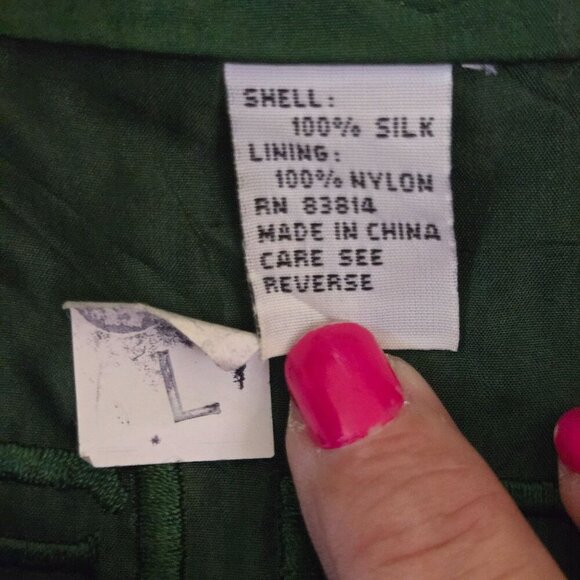 SHELL:
100% SILK
LINING:
100% NYLON
RN 83814
MADE IN CHINA
CARE SEE
REVERSE
L